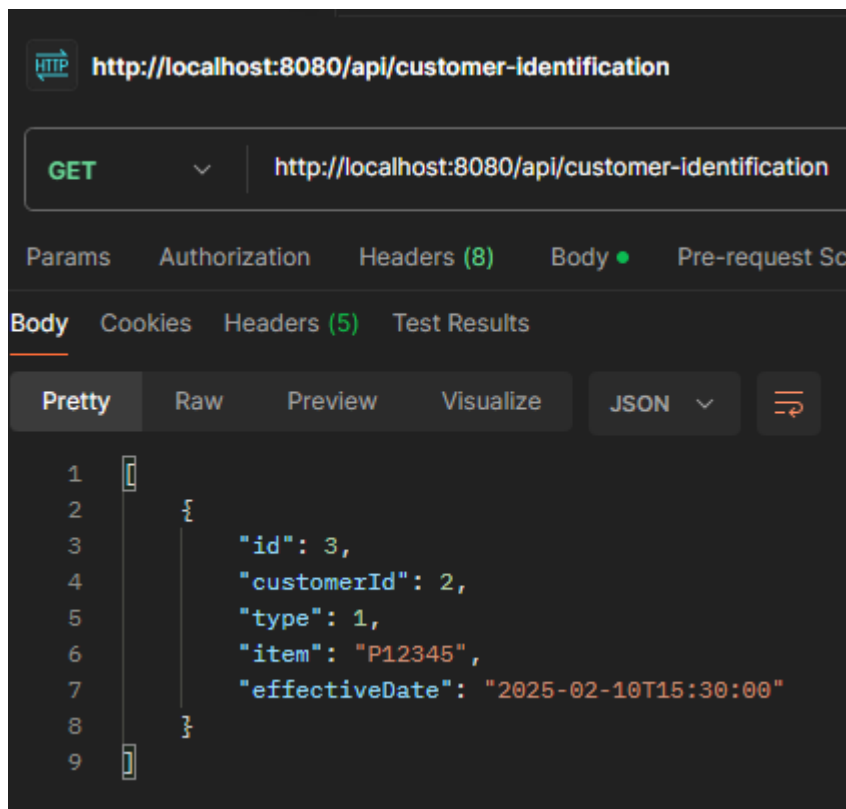 HTTP http://localhost:8080/api/customer-identification
GET http://localhost:8080/api/customer-identification
Params Authorization Headers (8) Body Pre-request Sc
Body Cookies Headers (5) Test Results
Pretty Raw Preview Visualize JSON
1 [
2 {
3 "id": 3,
4 "customerId": 2,
5 "type": 1,
6 "item": "P12345",
7 "effectiveDate": "2025-02-10T15:30:00"
8 }
9 ]